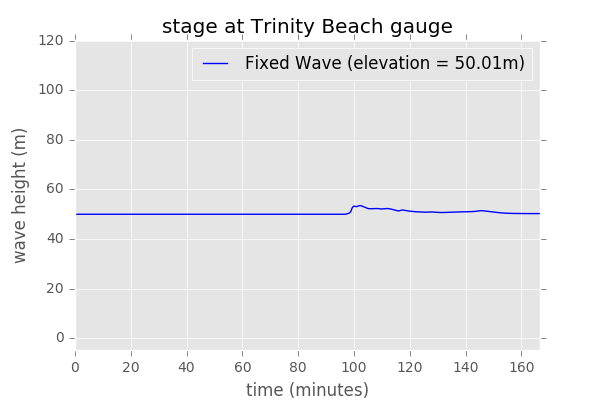 stage at Trinity Beach gauge
Fixed Wave (elevation = 50.01m)
wave height (m)
120
100
80
60
40
20
0
0 20 40 60 80 100 120 140 160
time (minutes)